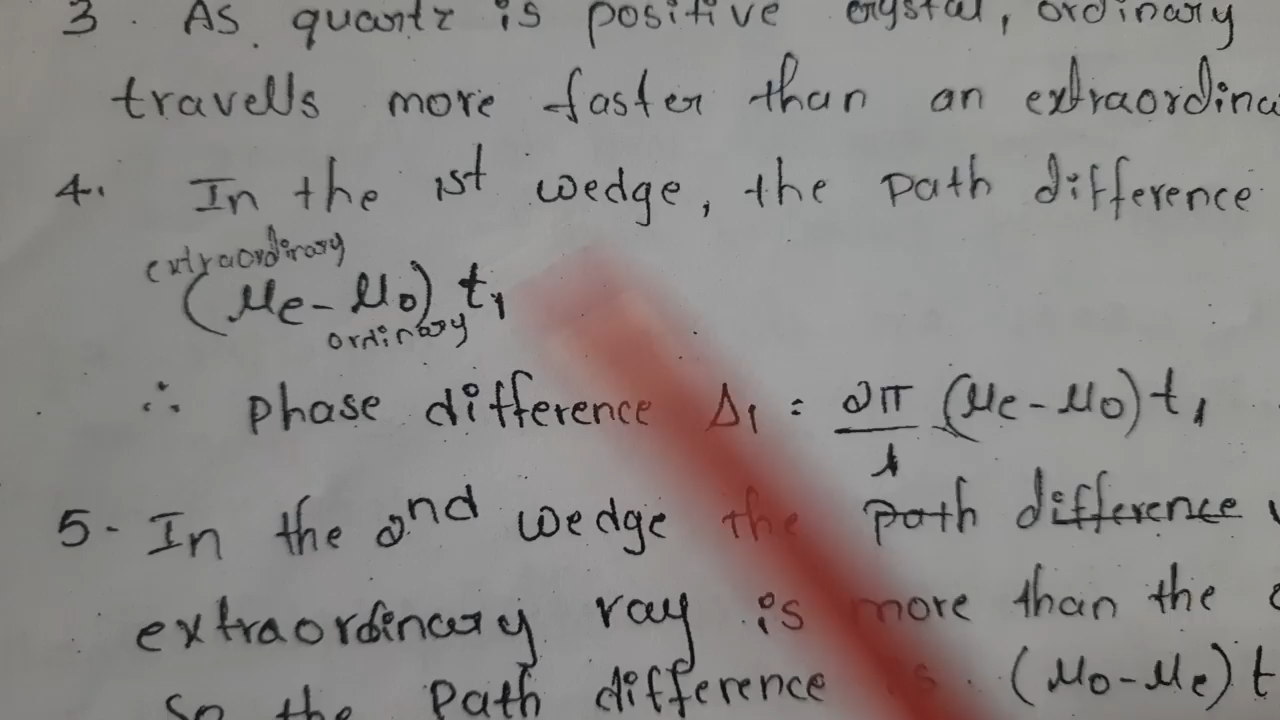 3. As quartz is positive crystal, ordinary
travells more faster than an extraordina
4. In the 1st wedge, the path difference
extraordinary
(μe - μo) t₁
ordinary
∴ phase difference Δ₁ = 2π/λ (μe - μo) t₁
5- In the 2nd wedge the path difference
extraordinary ray is more than the
So the path difference is. (μo - μe) t